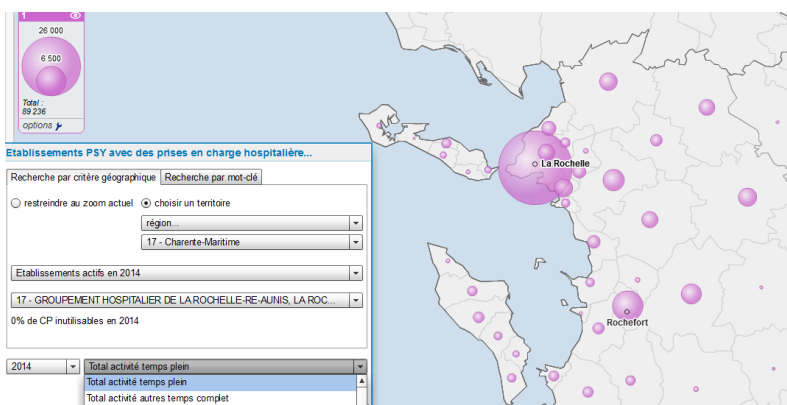 1
26 000
6 500
Total :
89 236
options
Etablissements PSY avec des prises en charge hospitalière...
Recherche par critère géographique
Recherche par mot-clé
restreindre au zoom actuel
choisir un territoire
région...
17 - Charente-Maritime
Etablissements actifs en 2014
17 - GROUPEMENT HOSPITALIER DE LA ROCHELLE-RE-AUNIS, LA ROC...
0% de CP inutilisables en 2014
2014
Total activité temps plein
Total activité temps plein
Total activité autres temps complet
La Rochelle
Rochefort